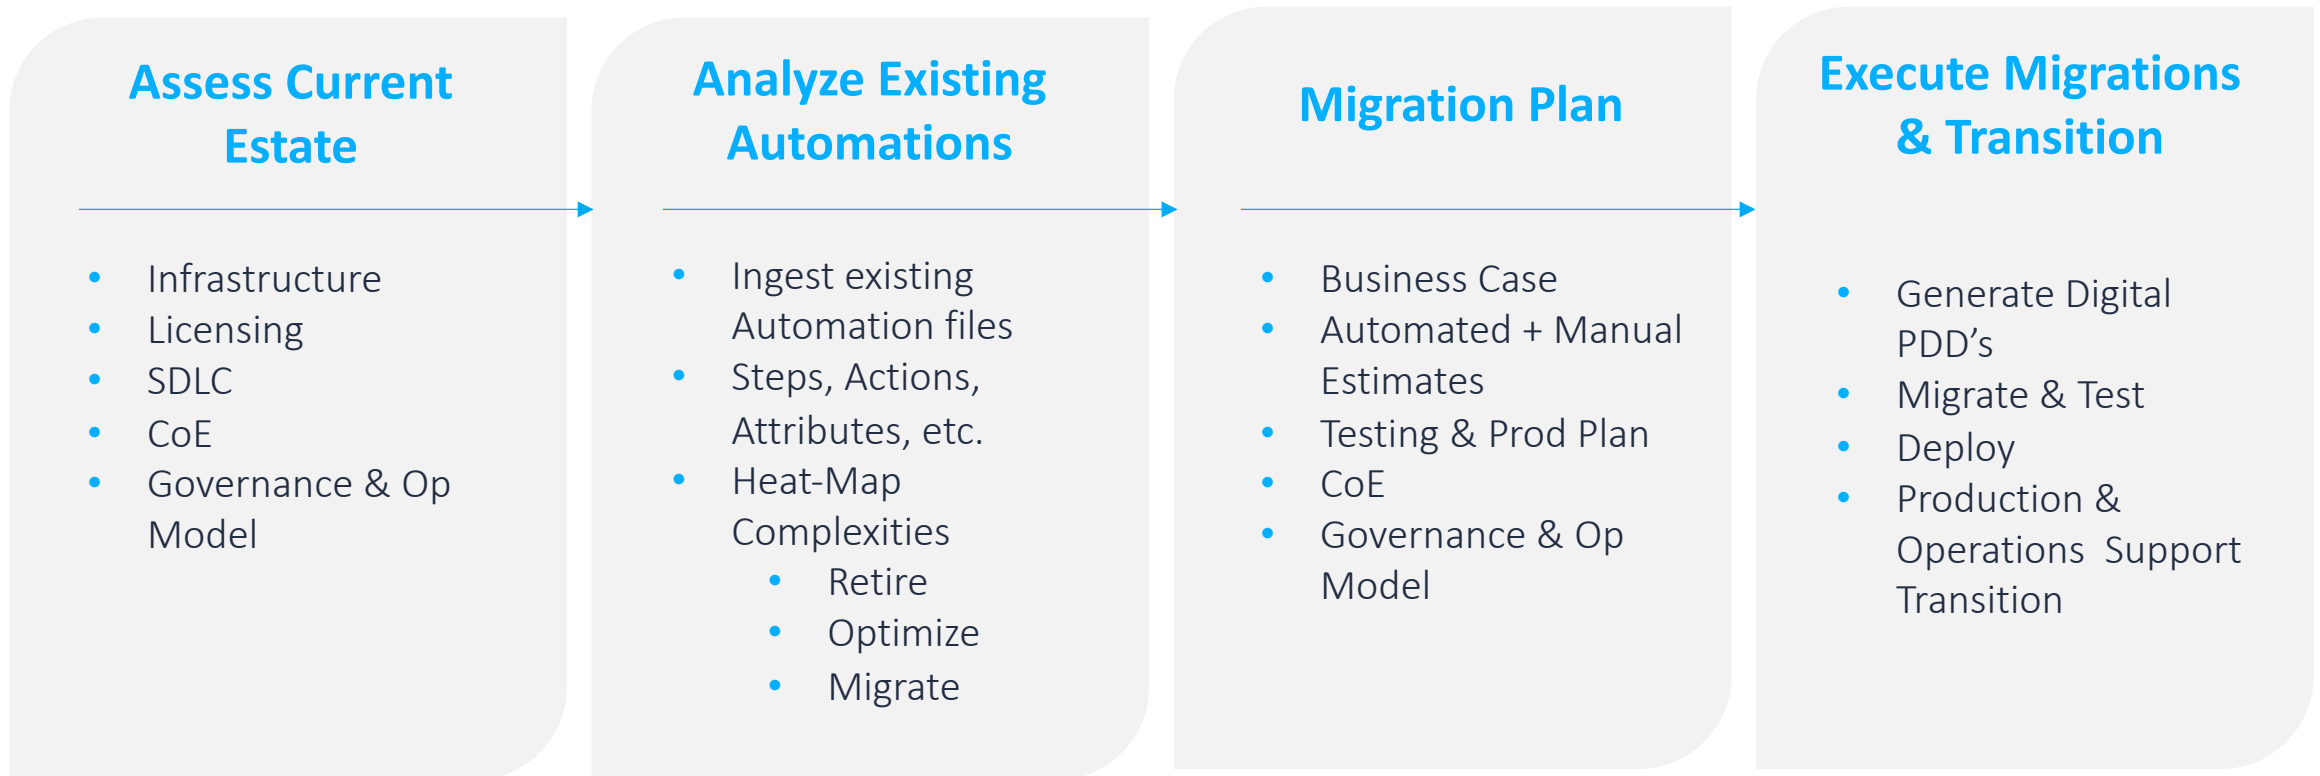 Assess Current
Estate
• Infrastructure
• Licensing
• SDLC
• CoE
• Governance & Op
Model
Analyze Existing
Automations
• Ingest existing
Automation files
• Steps, Actions,
Attributes, etc.
• Heat-Map
Complexities
• Retire
• Optimize
• Migrate
Migration Plan
• Business Case
• Automated + Manual
Estimates
• Testing & Prod Plan
• CoE
• Governance & Op
Model
Execute Migrations
& Transition
• Generate Digital
PDD’s
• Migrate & Test
• Deploy
• Production &
Operations  Support
Transition